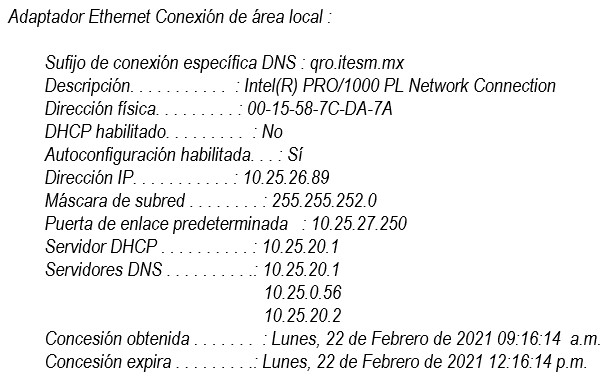 Adaptador Ethernet Conexión de área local :
Sufijo de conexión específica DNS : qro.itesm.mx
Descripción. . . . . . . . . . . : Intel(R) PRO/1000 PL Network Connection
Dirección física. . . . . . . . . : 00-15-58-7C-DA-7A
DHCP habilitado. . . . . . . . . : No
Autoconfiguración habilitada. . . : Sí
Dirección IP. . . . . . . . . . . : 10.25.26.89
Máscara de subred . . . . . . . . : 255.255.252.0
Puerta de enlace predeterminada : 10.25.27.250
Servidor DHCP . . . . . . . . . . : 10.25.20.1
Servidores DNS . . . . . . . . . .: 10.25.20.1
10.25.0.56
10.25.20.2
Concesión obtenida . . . . . . . : Lunes, 22 de Febrero de 2021 09:16:14 a.m.
Concesión expira . . . . . . . . .: Lunes, 22 de Febrero de 2021 12:16:14 p.m.